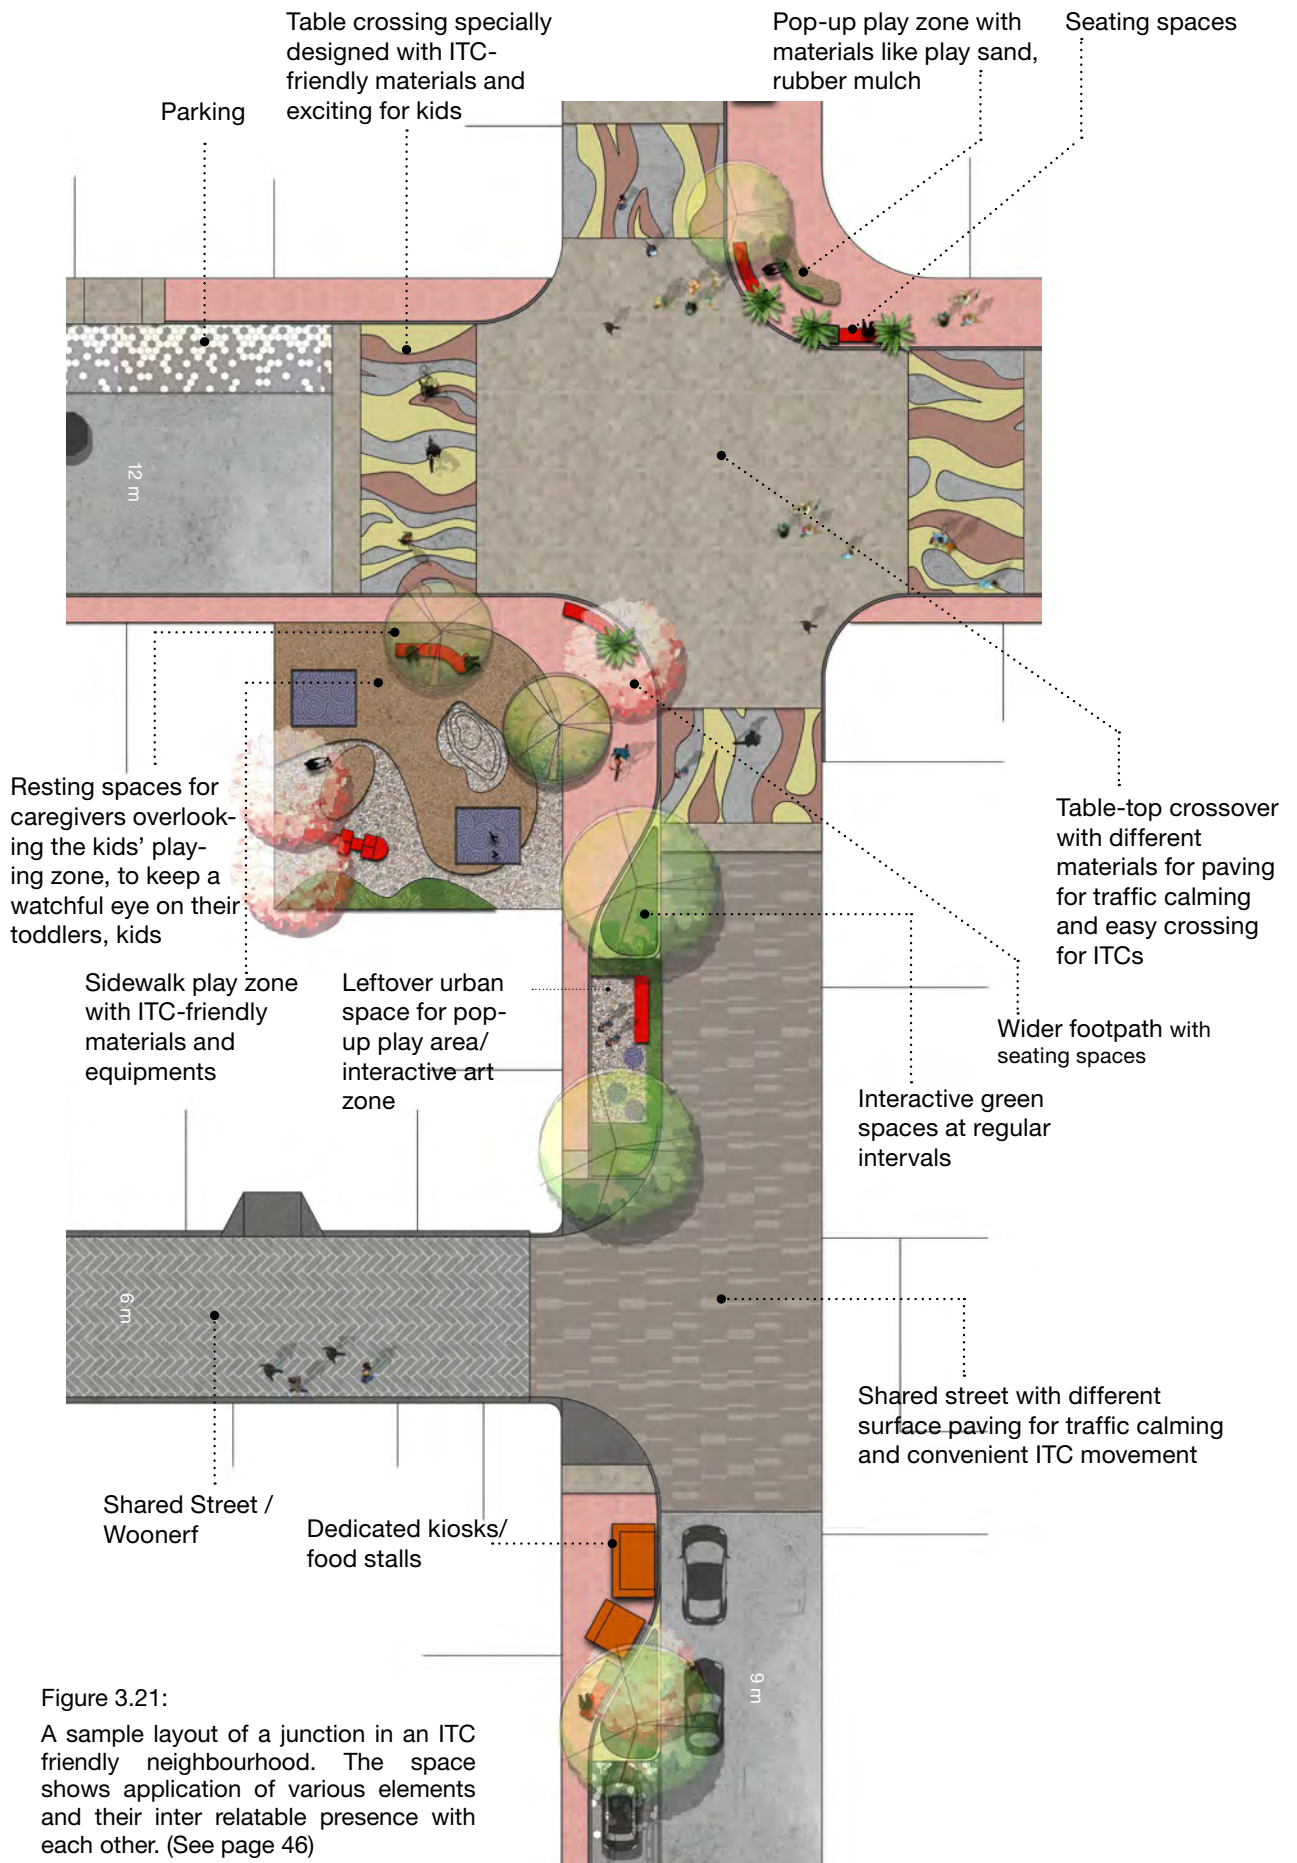 Table crossing specially
designed with ITC-
friendly materials and
exciting for kids
Pop-up play zone with
materials like play sand,
rubber mulch
Seating spaces
Parking
12 m
Resting spaces for
caregivers overlook-
ing the kids' play-
ing zone, to keep a
watchful eye on their
toddlers, kids
Table-top crossover
with different
materials for paving
for traffic calming
and easy crossing
for ITCs
Sidewalk play zone
with ITC-friendly
materials and
equipments
Leftover urban
space for pop-
up play area/
interactive art
zone
Wider footpath with
seating spaces
Interactive green
spaces at regular
intervals
6 m
Shared street with different
surface paving for traffic calming
and convenient ITC movement
Shared Street /
Woonerf
Dedicated kiosks/
food stalls
9 m
Figure 3.21:
A sample layout of a junction in an ITC
friendly neighbourhood. The space
shows application of various elements
and their inter relatable presence with
each other. (See page 46)